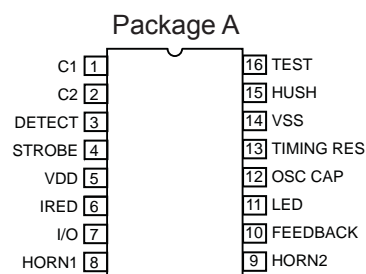 Package A
C1 1 16 TEST
C2 2 15 HUSH
DETECT 3 14 VSS
STROBE 4 13 TIMING RES
VDD 5 12 OSC CAP
IRED 6 11 LED
I/O 7 10 FEEDBACK
HORN1 8 9 HORN2